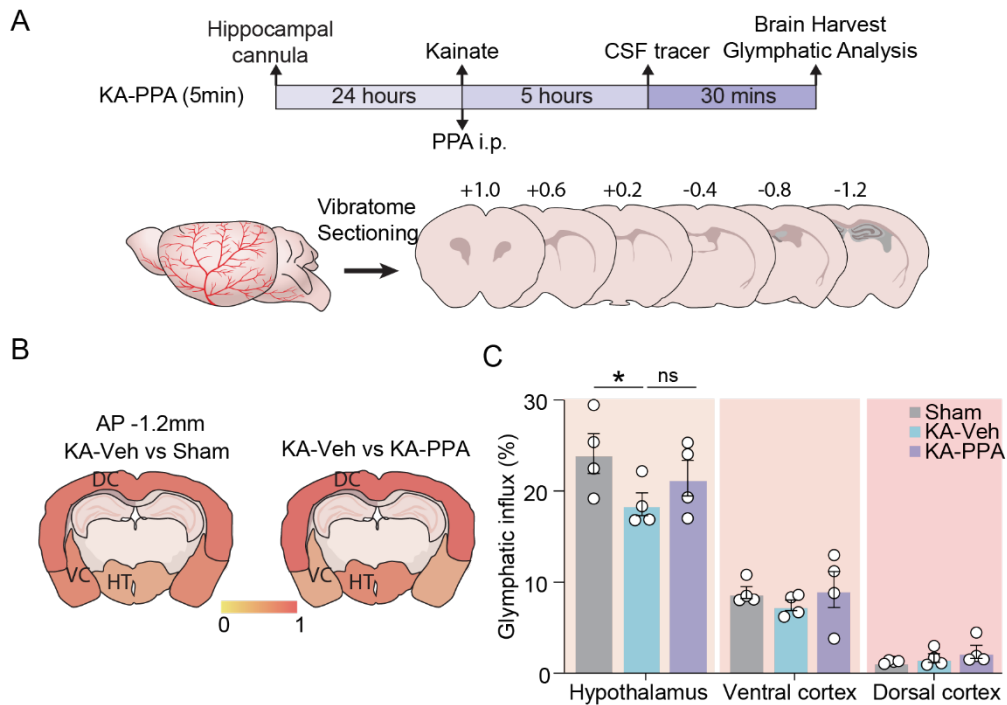 A
Hippocampal
cannula
Kainate
CSF tracer
Brain Harvest
Glymphatic Analysis
KA-PPA (5min)
24 hours
5 hours
30 mins
PPA i.p.
Vibratome
Sectioning
+1.0
+0.6
+0.2
-0.4
-0.8
-1.2
B
AP -1.2mm
KA-Veh vs Sham
KA-Veh vs KA-PPA
DC
VC
HT
DC
VC
HT
0
1
C
*
ns
Sham
KA-Veh
KA-PPA
Glymphatic influx (%)
30
20
10
0
Hypothalamus
Ventral cortex
Dorsal cortex